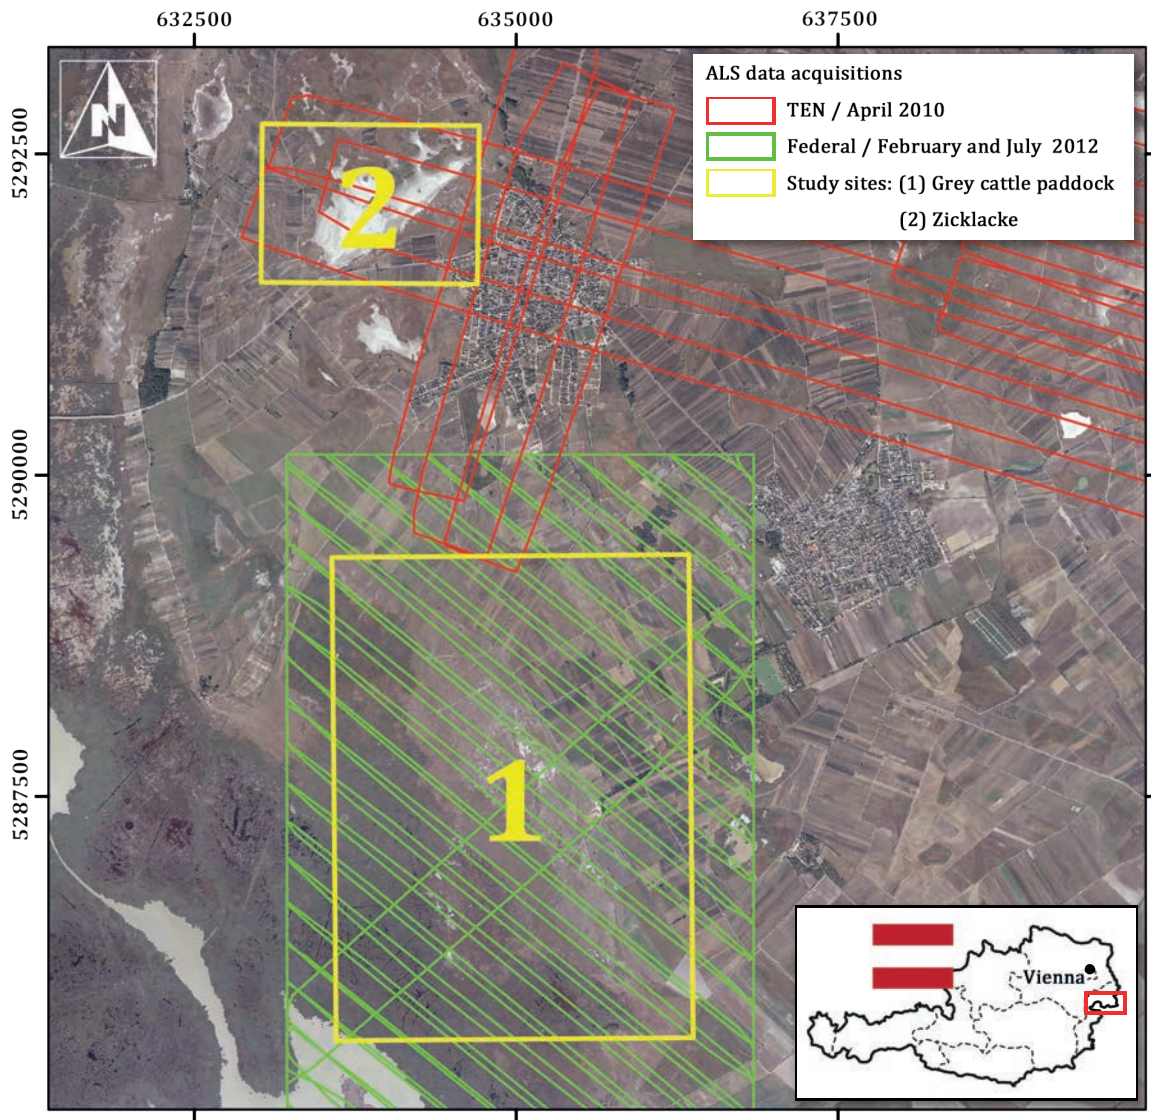 632500 635000 637500
ALS data acquisitions
TEN / April 2010
Federal / February and July 2012
Study sites: (1) Grey cattle paddock
(2) Zicklacke
N
5292500
2
5290000
5287500
1
Vienna